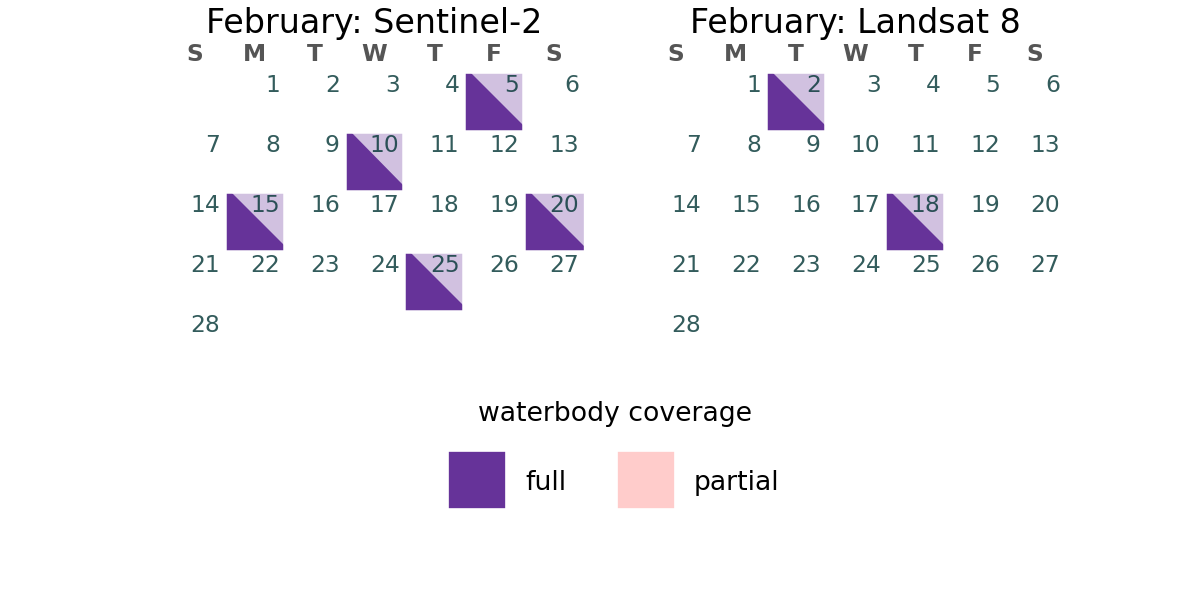 February: Sentinel-2
S M T W T F S
1 2 3 4 5 6
7 8 9 10 11 12 13
14 15 16 17 18 19 20
21 22 23 24 25 26 27
28
February: Landsat 8
S M T W T F S
1 2 3 4 5 6
7 8 9 10 11 12 13
14 15 16 17 18 19 20
21 22 23 24 25 26 27
28
waterbody coverage
full partial